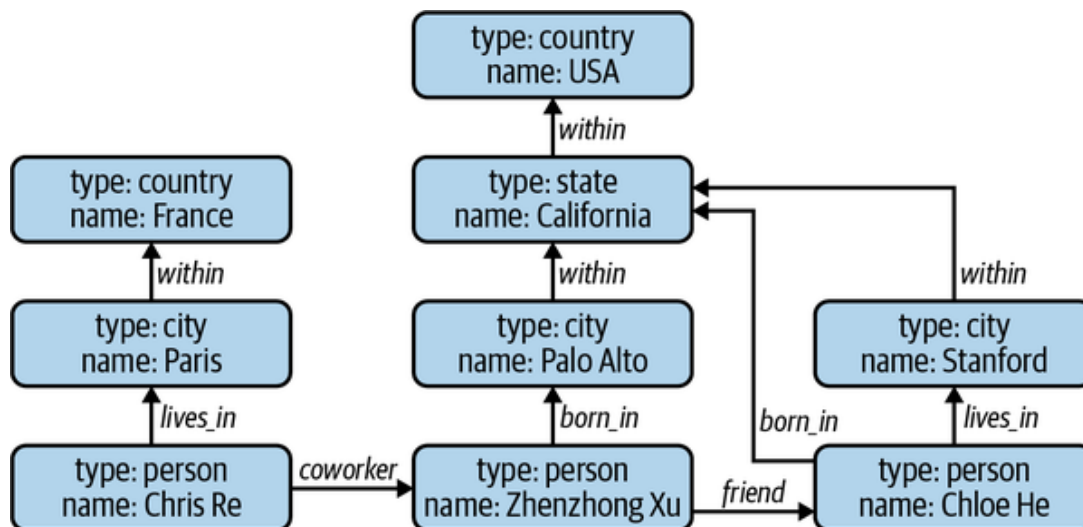 type: country
name: USA
within
type: country
name: France
type: state
name: California
within
within
within
type: city
name: Paris
type: city
name: Palo Alto
type: city
name: Stanford
lives_in
born_in
born_in
lives_in
type: person
name: Chris Re
coworker
type: person
name: Zhenzhong Xu
friend
type: person
name: Chloe He